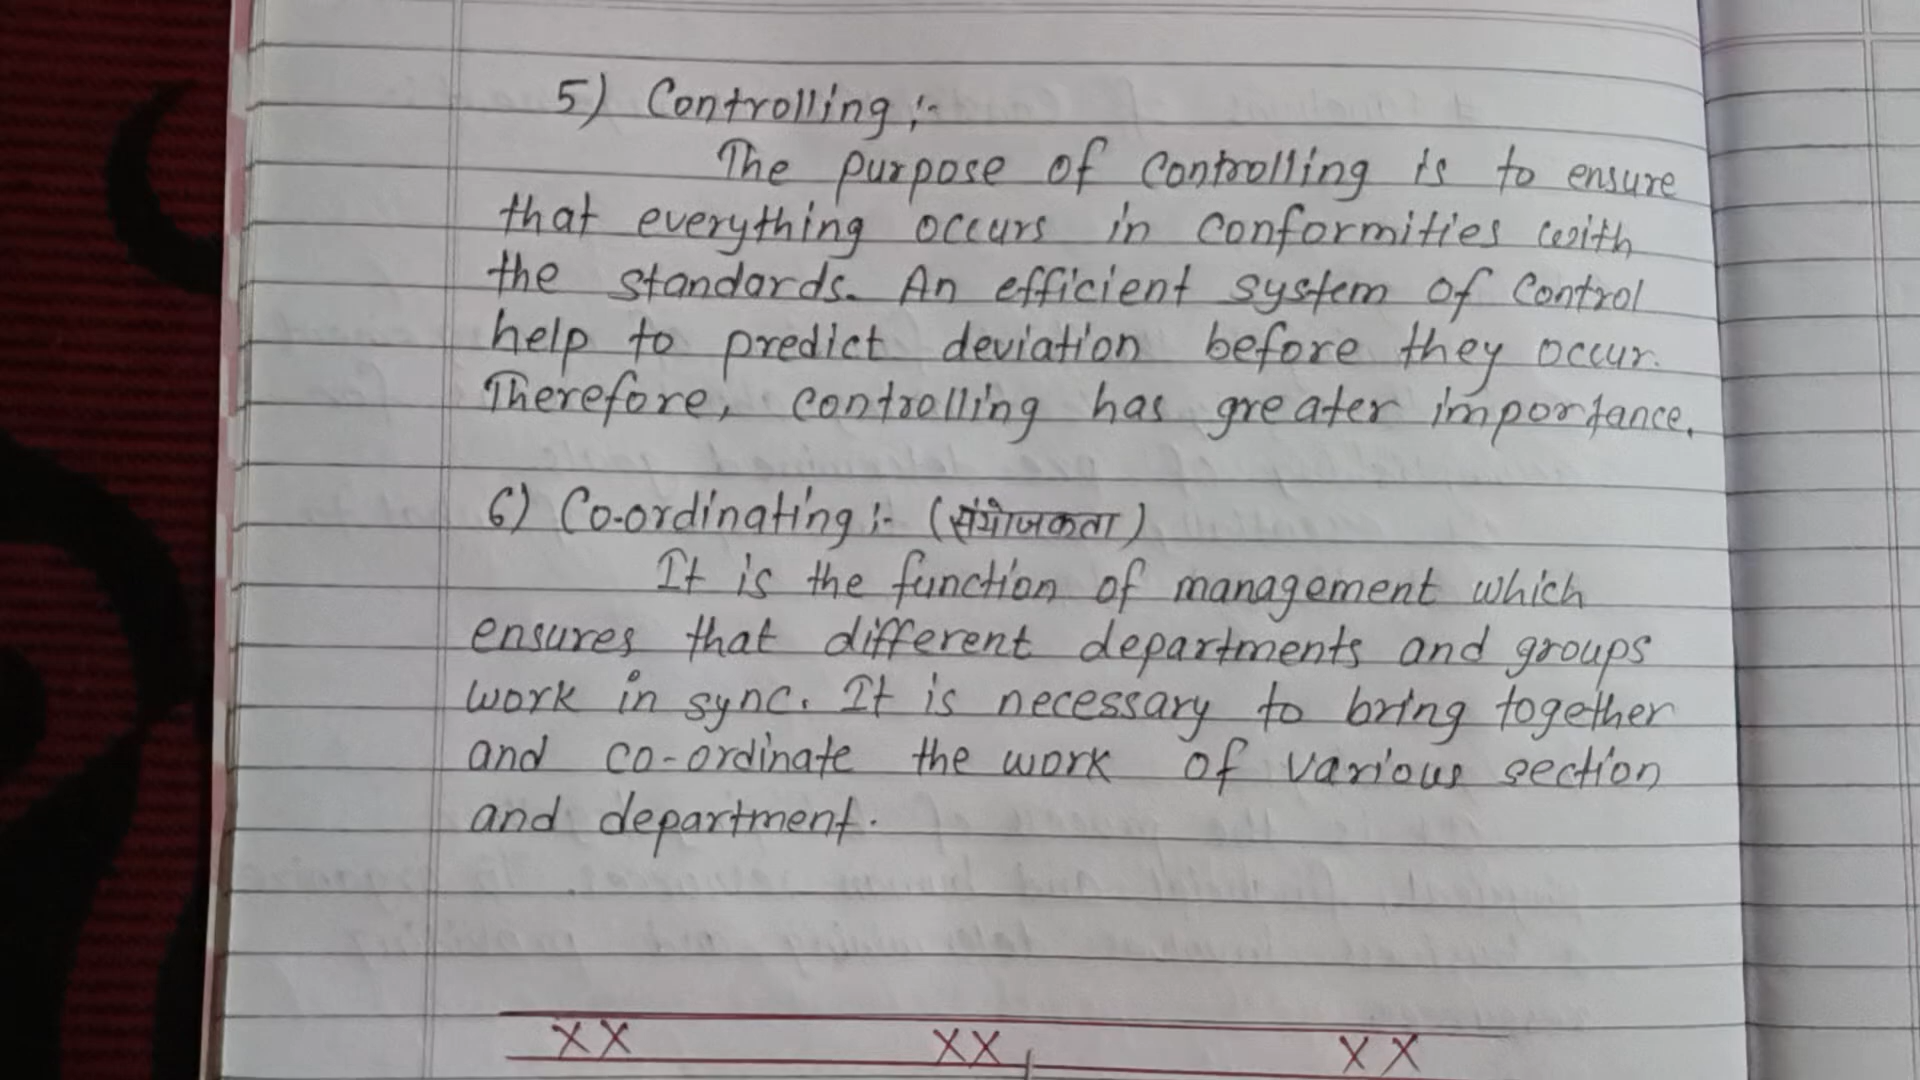 5) Controlling :-
The purpose of controlling is to ensure
that everything occurs in conformities with
the standards. An efficient system of control
help to predict deviation before they occur.
Therefore, controlling has greater importance.
6) Co-ordinating :- (संयोजकता)
It is the function of management which
ensures that different departments and groups
work in sync. It is necessary to bring together
and co-ordinate the work of various section
and department.
XX XX XX